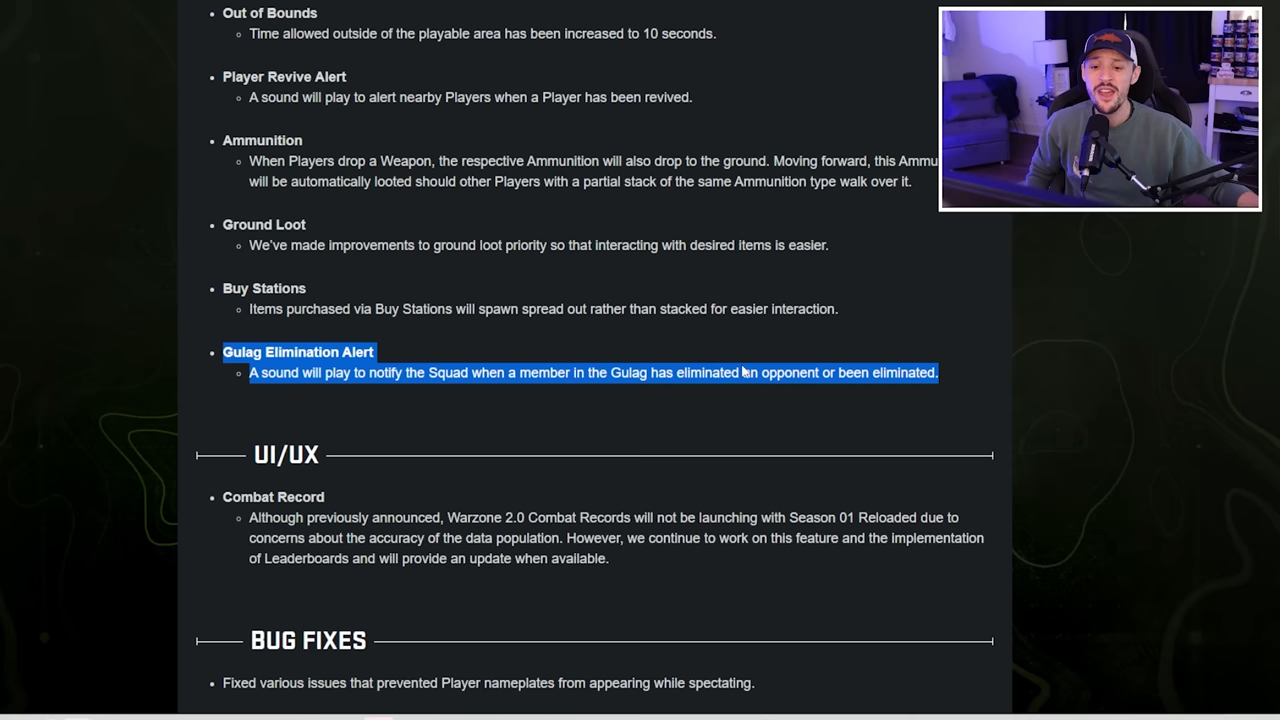 Out of Bounds
Time allowed outside of the playable area has been increased to 10 seconds.
Player Revive Alert
A sound will play to alert nearby Players when a Player has been revived.
Ammunition
When Players drop a Weapon, the respective Ammunition will also drop to the ground. Moving forward, this Ammu
will be automatically looted should other Players with a partial stack of the same Ammunition type walk over it.
Ground Loot
We've made improvements to ground loot priority so that interacting with desired items is easier.
Buy Stations
Items purchased via Buy Stations will spawn spread out rather than stacked for easier interaction.
Gulag Elimination Alert
A sound will play to notify the Squad when a member in the Gulag has eliminated an opponent or been eliminated.
UI/UX
Combat Record
Although previously announced, Warzone 2.0 Combat Records will not be launching with Season 01 Reloaded due to
concerns about the accuracy of the data population. However, we continue to work on this feature and the implementation
of Leaderboards and will provide an update when available.
BUG FIXES
Fixed various issues that prevented Player nameplates from appearing while spectating.